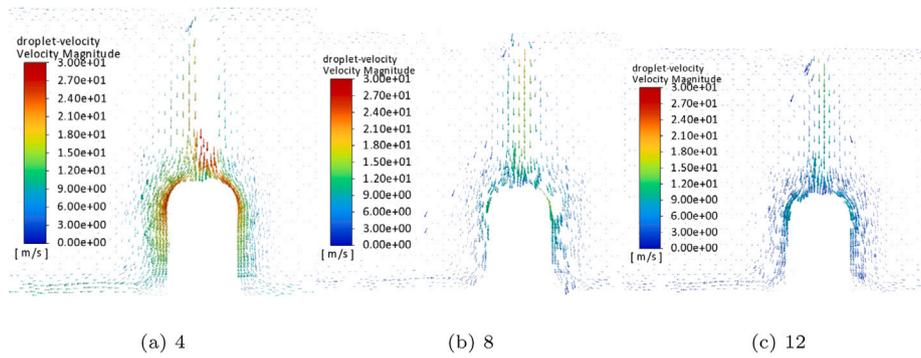 droplet-velocity
Velocity Magnitude
3.00e+01
2.70e+01
2.40e+01
2.10e+01
1.80e+01
1.50e+01
1.20e+01
9.00e+00
6.00e+00
3.00e+00
0.00e+00
[ m/s ]
droplet-velocity
Velocity Magnitude
3.00e+01
2.70e+01
2.40e+01
2.10e+01
1.80e+01
1.50e+01
1.20e+01
9.00e+00
6.00e+00
3.00e+00
0.00e+00
[ m/s ]
droplet-velocity
Velocity Magnitude
3.00e+01
2.70e+01
2.40e+01
2.10e+01
1.80e+01
1.50e+01
1.20e+01
9.00e+00
6.00e+00
3.00e+00
0.00e+00
[ m/s ]
(a) 4
(b) 8
(c) 12